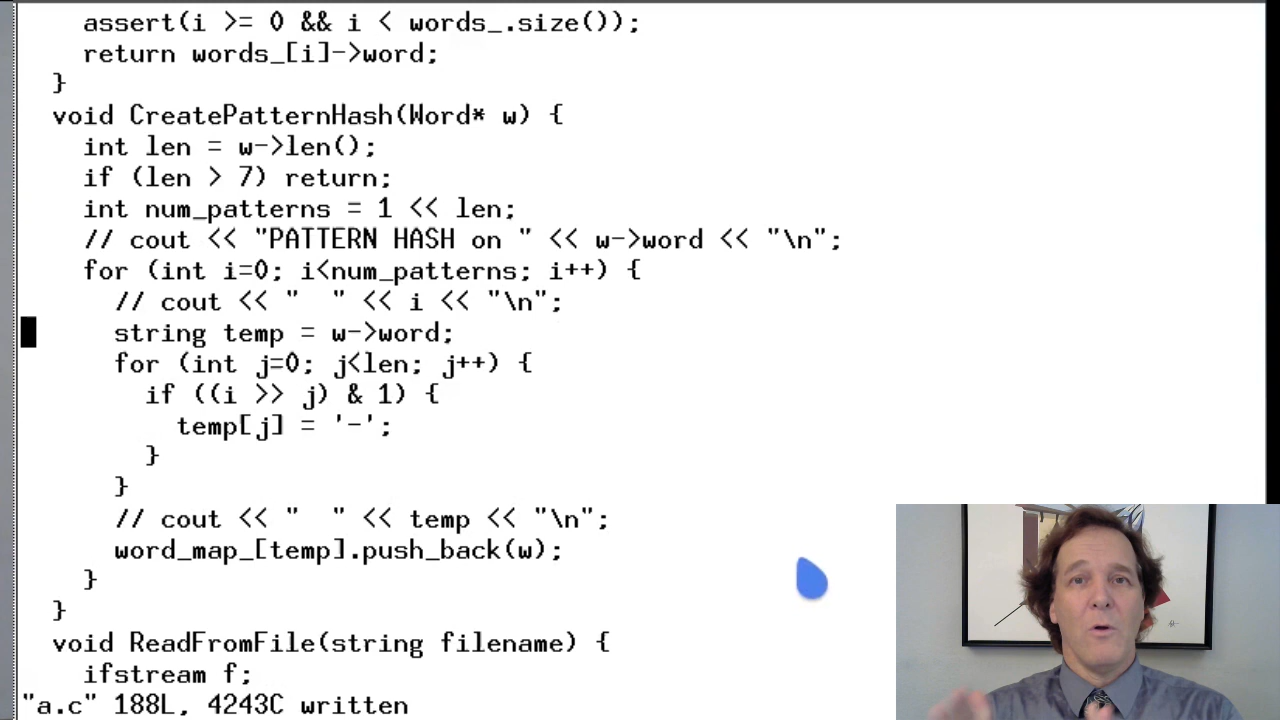 assert(i >= 0 && i < words_.size());
return words_[i]->word;
}
void CreatePatternHash(Word* w) {
int len = w->len();
if (len > 7) return;
int num_patterns = 1 << len;
// cout << "PATTERN HASH on " << w->word << "\n";
for (int i=0; i<num_patterns; i++) {
// cout << "  " << i << "\n";
string temp = w->word;
for (int j=0; j<len; j++) {
if ((i >> j) & 1) {
temp[j] = '-';
}
}
// cout << "  " << temp << "\n";
word_map_[temp].push_back(w);
}
}
void ReadFromFile(string filename) {
ifstream f;
"a.c" 188L, 4243C written